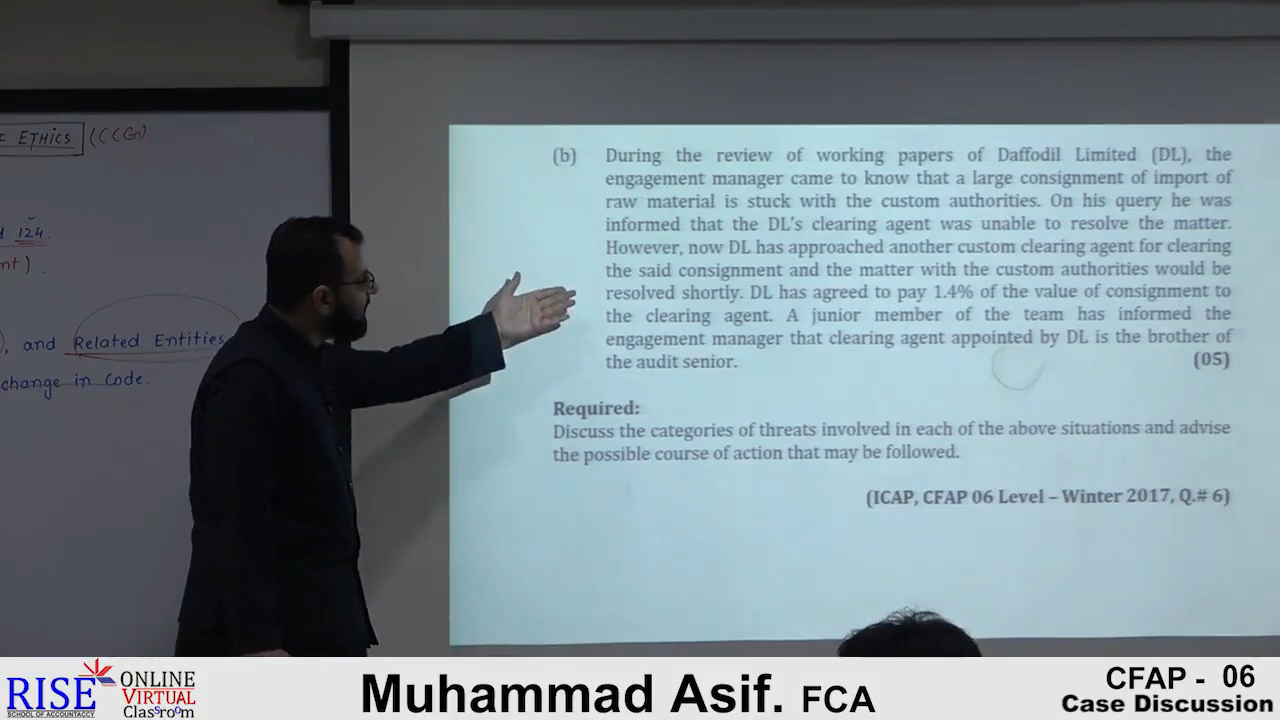 ETHICS (CCG)
124.
nt).
, and Related Entities
change in Code.
(b) During the review of working papers of Daffodil Limited (DL), the
engagement manager came to know that a large consignment of import of
raw material is stuck with the custom authorities. On his query he was
informed that the DL's clearing agent was unable to resolve the matter.
However, now DL has approached another custom clearing agent for clearing
the said consignment and the matter with the custom authorities would be
resolved shortly. DL has agreed to pay 1.4% of the value of consignment to
the clearing agent. A junior member of the team has informed the
engagement manager that clearing agent appointed by DL is the brother of
the audit senior. (05)
Required:
Discuss the categories of threats involved in each of the above situations and advise
the possible course of action that may be followed.
(ICAP, CFAP 06 Level – Winter 2017, Q.# 6)
RISE
SCHOOL OF ACCOUNTACY
ONLINE
VIRTUAL
Classroom
Muhammad Asif. FCA
CFAP - 06
Case Discussion